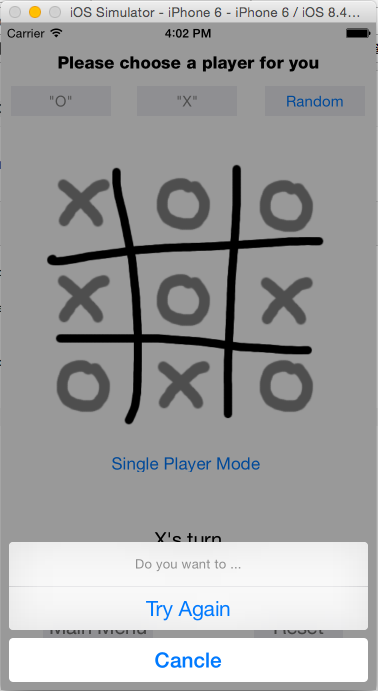 iOS Simulator - iPhone 6 - iPhone 6 / iOS 8.4...
Carrier 4:02 PM
Please choose a player for you
"O" "X" Random
X O O
X O X
O X O
Single Player Mode
X's turn
Do you want to ...
Try Again
Main Menu Reset
Cancle